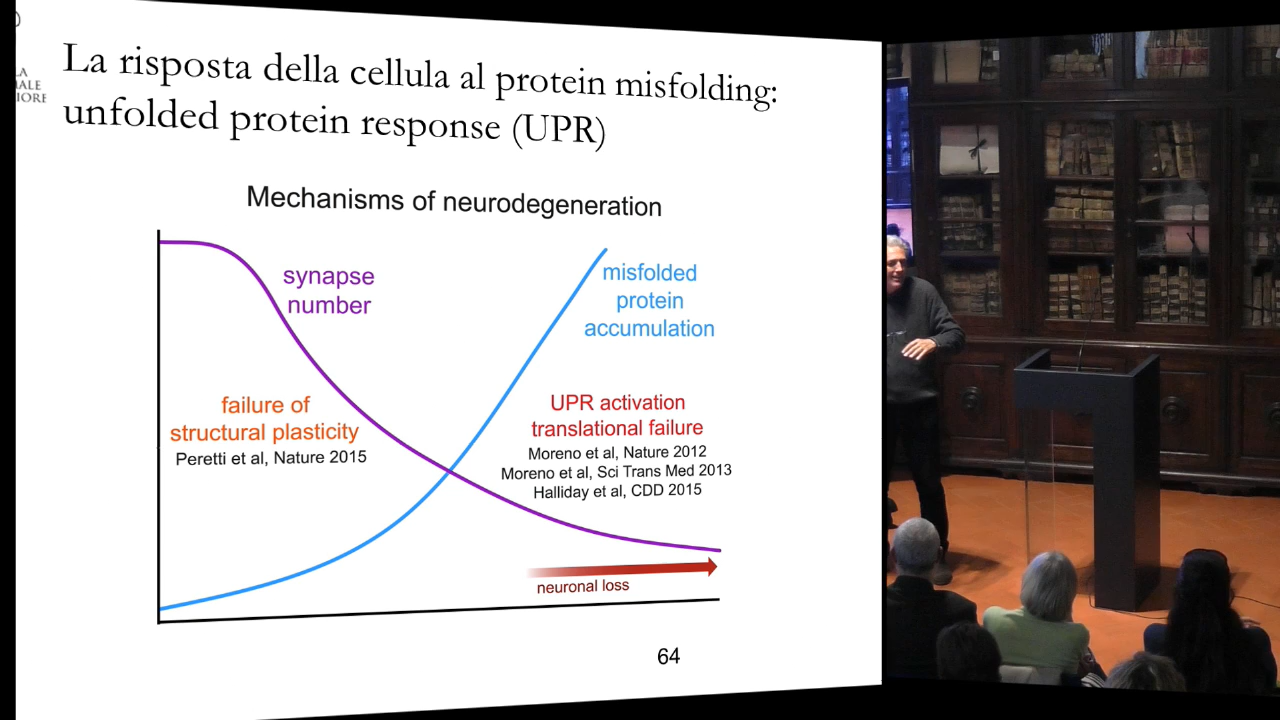 La risposta della cellula al protein misfolding:
unfolded protein response (UPR)
Mechanisms of neurodegeneration
synapse
number
misfolded
protein
accumulation
failure of
structural plasticity
Peretti et al, Nature 2015
UPR activation
translational failure
Moreno et al, Nature 2012
Moreno et al, Sci Trans Med 2013
Halliday et al, CDD 2015
neuronal loss
64